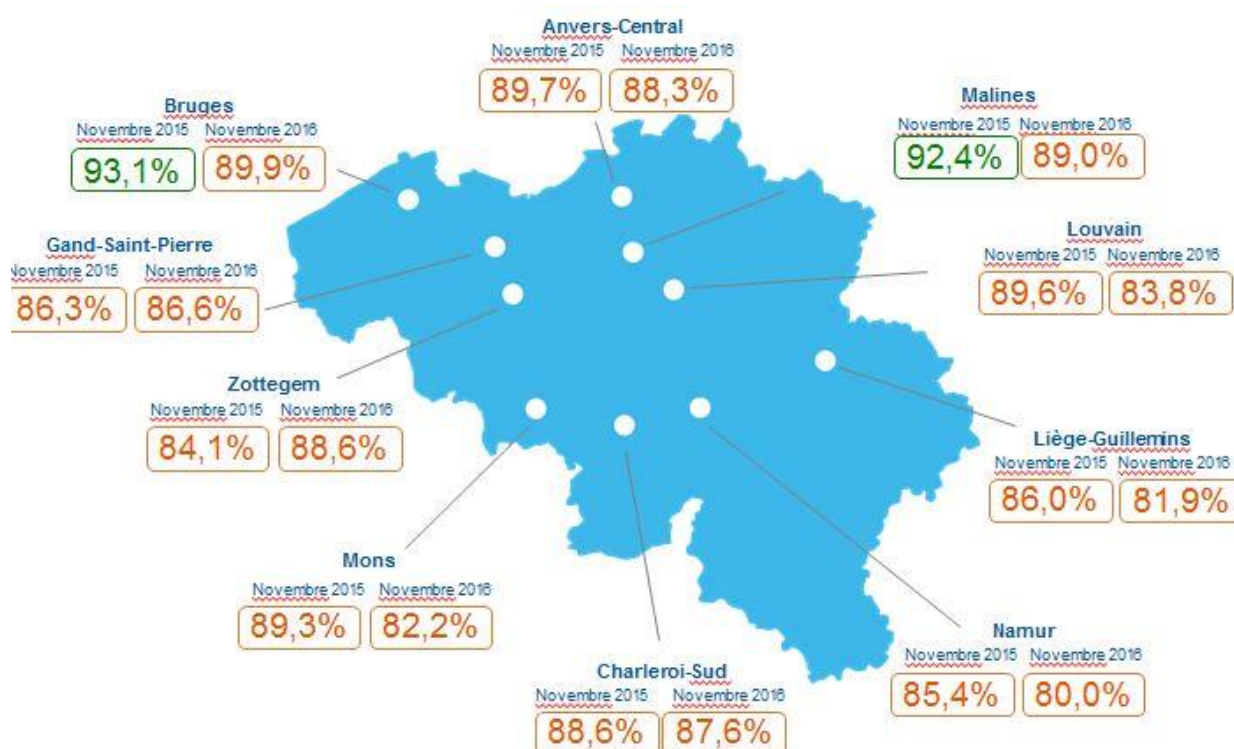 Anvers-Central
Novembre 2015 Novembre 2016
89,7% 88,3%
Bruges
Novembre 2015 Novembre 2016
93,1% 89,9%
Malines
Novembre 2015 Novembre 2016
92,4% 89,0%
Gand-Saint-Pierre
Novembre 2015 Novembre 2016
86,3% 86,6%
Louvain
Novembre 2015 Novembre 2016
89,6% 83,8%
Zottegem
Novembre 2015 Novembre 2016
84,1% 88,6%
Liège-Guillemins
Novembre 2015 Novembre 2016
86,0% 81,9%
Mons
Novembre 2015 Novembre 2016
89,3% 82,2%
Namur
Novembre 2015 Novembre 2016
85,4% 80,0%
Charleroi-Sud
Novembre 2015 Novembre 2016
88,6% 87,6%